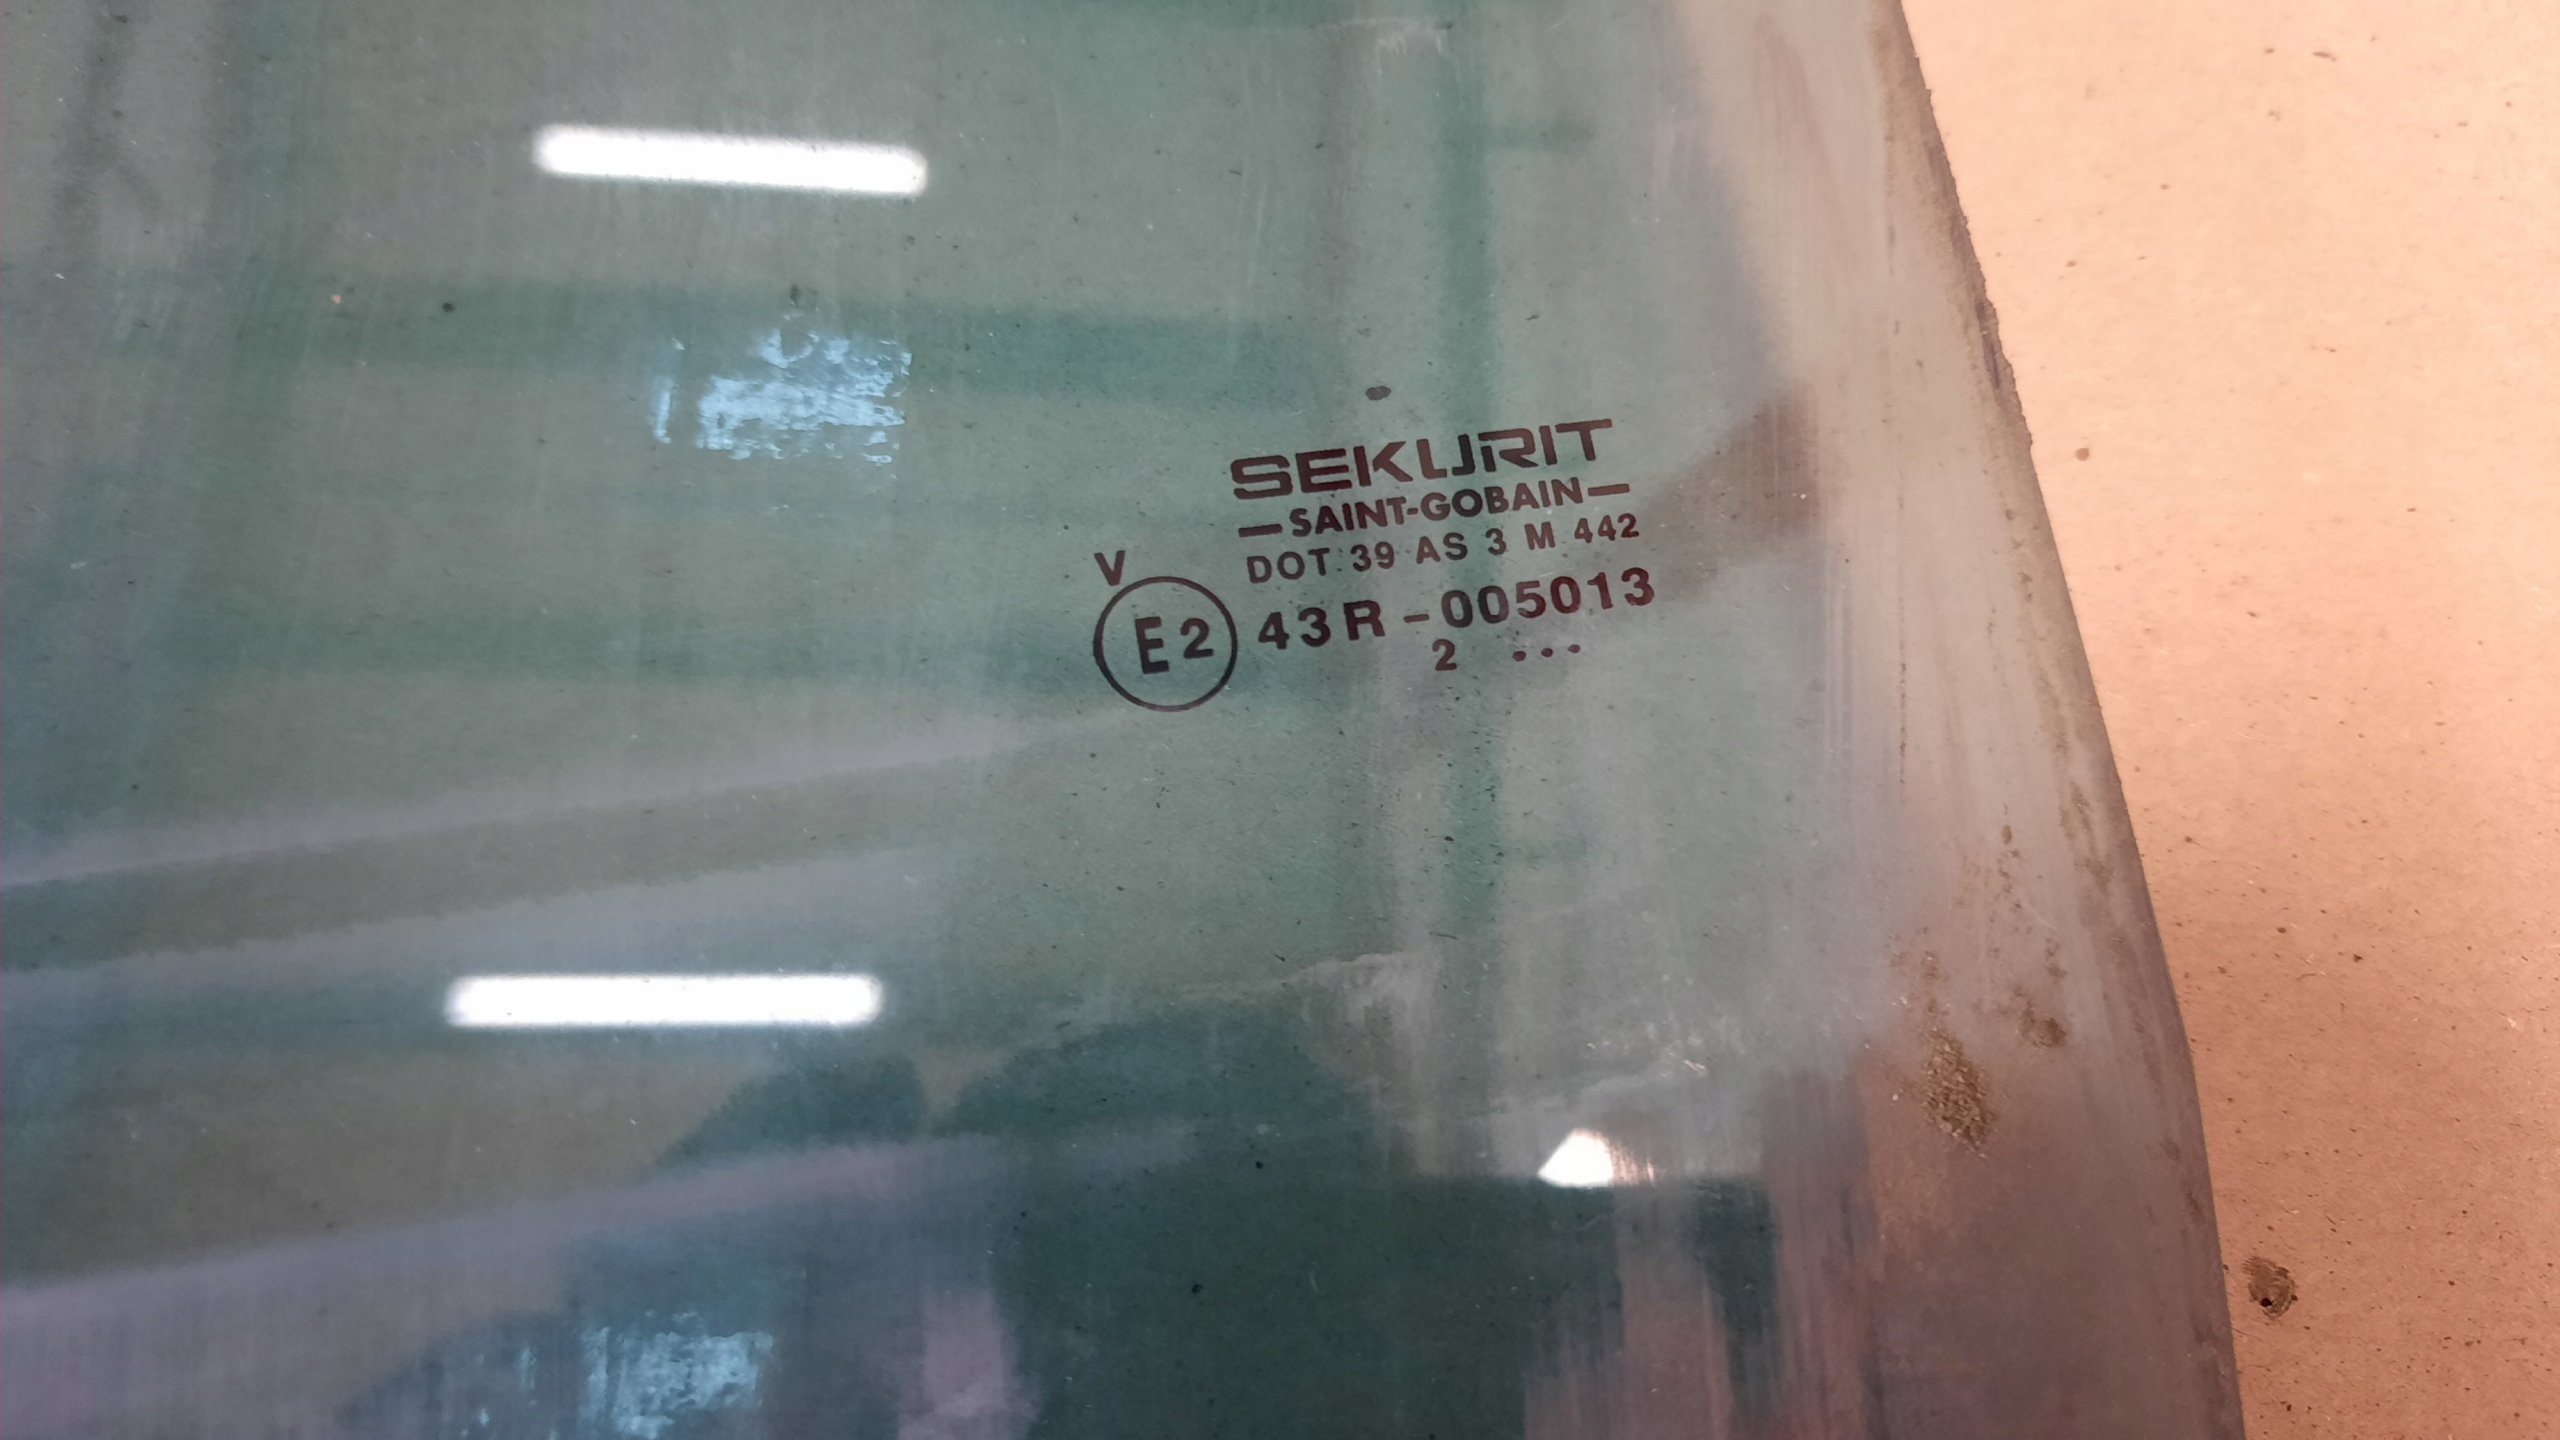 SEKURIT
SAINT-GOBAIN
DOT 39 AS 3 M 442
V
E2 43R-005013
2 ...